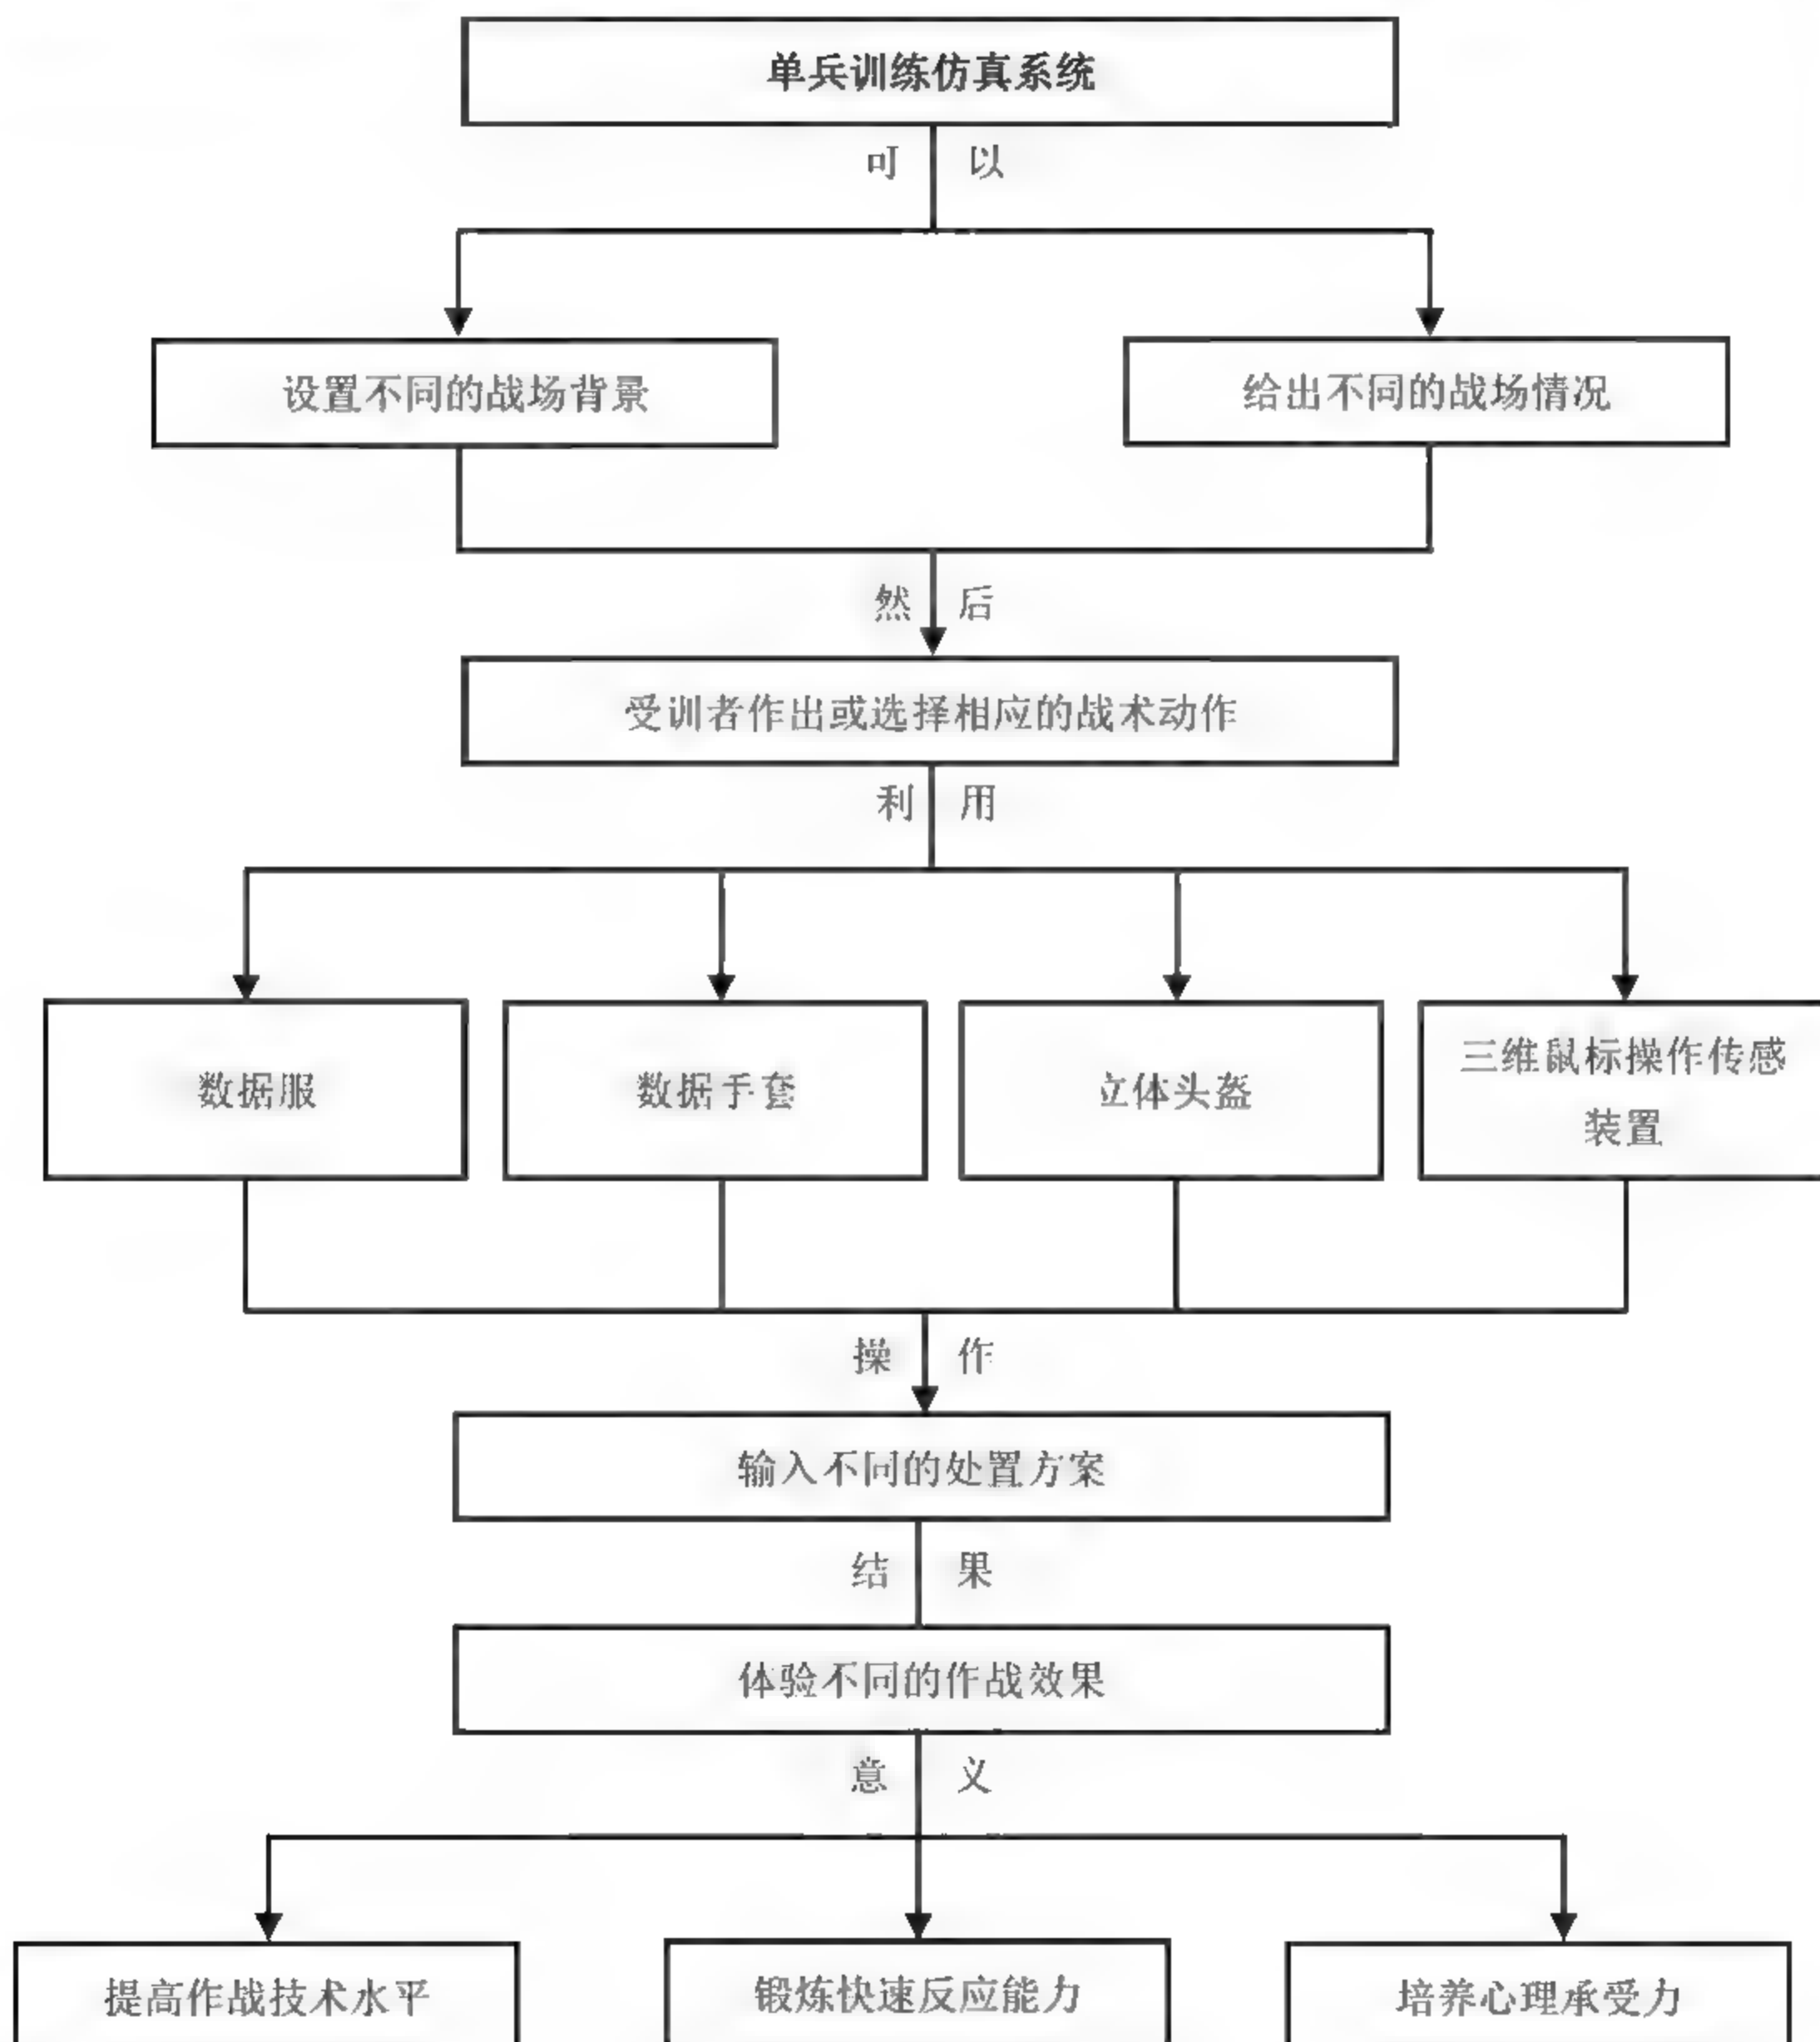 单兵训练仿真系统
可 以
设置不同的战场背景
给出不同的战场情况
然 后
受训者作出或选择相应的战术动作
利 用
数据服
数据手套
立体头盔
三维鼠标操作传感
装置
操 作
输入不同的处置方案
结 果
体验不同的作战效果
意 义
提高作战技术水平
锻炼快速反应能力
培养心理承受力